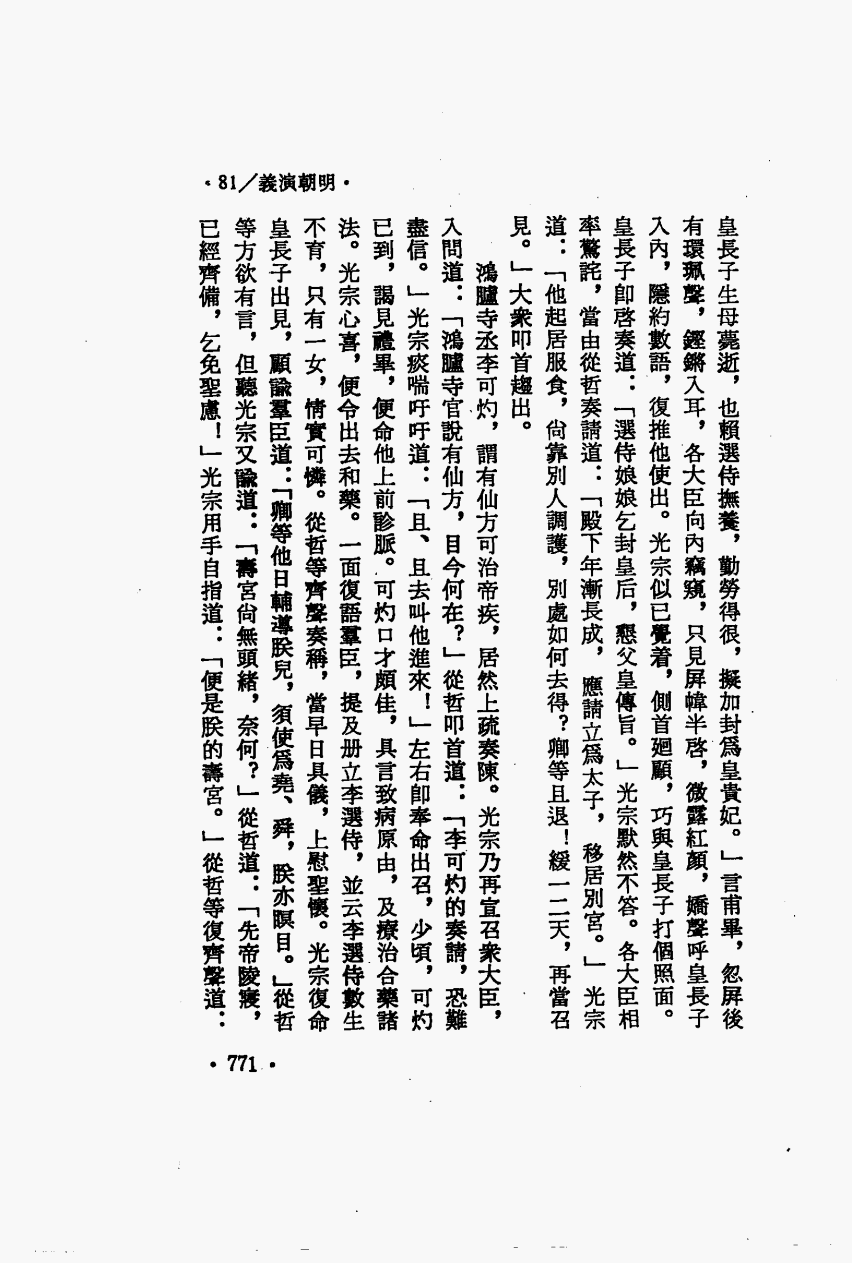 ・81／義演朝明・
皇長子生母薨逝，也賴選侍撫養，勤勞得很，擬加封爲皇貴妃。」言甫畢，忽屏後
有環珮聲，鏗鏘入耳，各大臣向內竊窺，只見屏幃半啓，微露紅顏，嬌聲呼皇長子
入內，隱約數語，復推他使出。光宗似已覺着，側首廻顧，巧與皇長子打個照面。
皇長子卽啓奏道：「選侍娘娘乞封皇后，懇父皇傳旨。」光宗默然不答。各大臣相
率驚詫，當由從哲奏請道：「殿下年漸長成，應請立爲太子，移居別宮。」光宗
道：「他起居服食，尙靠別人調護，別處如何去得？卿等且退！緩一二天，再當召
見。」大衆叩首趨出。
鴻臚寺丞李可灼，謂有仙方可治帝疾，居然上疏奏陳。光宗乃再宣召衆大臣，
入問道：「鴻臚寺官說有仙方，目今何在？」從哲叩首道：「李可灼的奏請，恐難
盡信。」光宗痰喘吁吁道：「且、且去叫他進來！」左右卽奉命出召，少頃，可灼
已到，謁見禮畢，便命他上前診脈。可灼口才頗佳，具言致病原由，及療治合藥諸
法。光宗心喜，便令出去和藥。一面復語羣臣，提及册立李選侍，並云李選侍數生
不育，只有一女，情實可憐。從哲等齊聲奏稱，當早日具儀，上慰聖懷。光宗復命
皇長子出見，顧諭羣臣道：「卿等他日輔導朕兒，須使爲堯、舜，朕亦瞑目。」從哲
等方欲有言，但聽光宗又諭道：「壽宮尙無頭緒，奈何？」從哲道：「先帝陵寢，
已經齊備，乞免聖慮！」光宗用手自指道：「便是朕的壽宮。」從哲等復齊聲道：
・771・